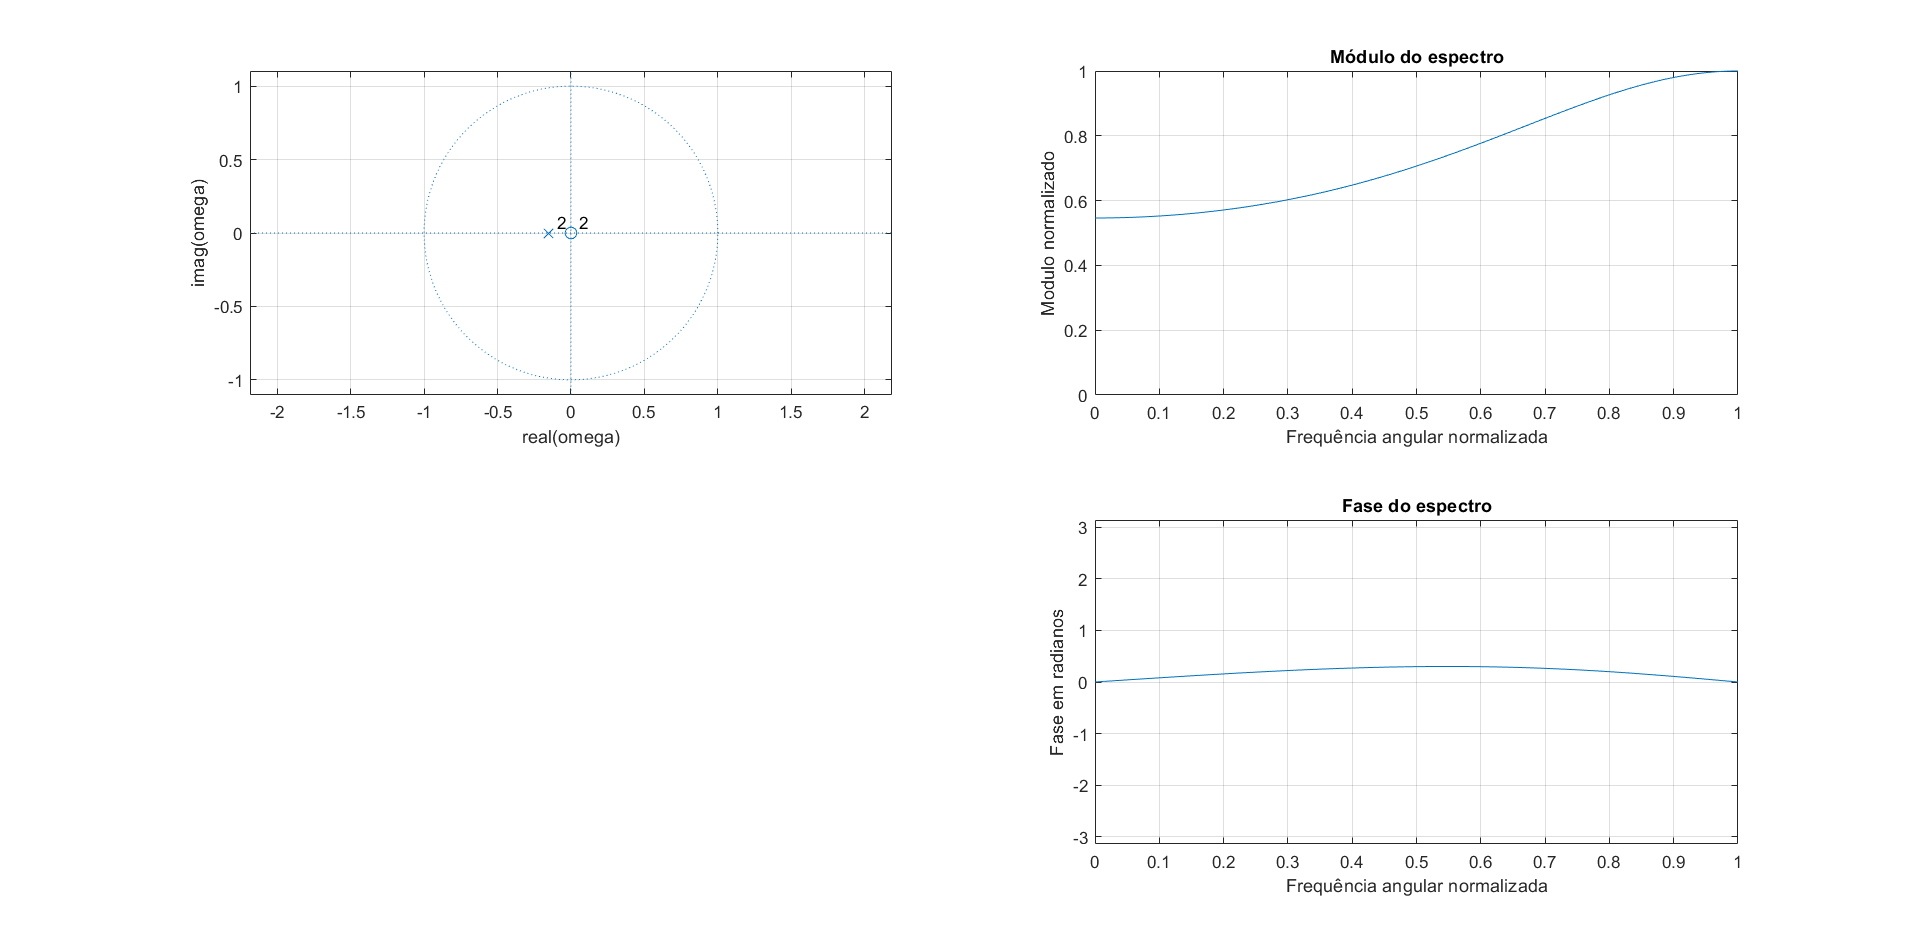 1
0.5
0
-0.5
-1
imag(omega)
2 2
-2 -1.5 -1 -0.5 0 0.5 1 1.5 2
real(omega)
Módulo do espectro
1
0.8
0.6
0.4
0.2
0
Modulo normalizado
0 0.1 0.2 0.3 0.4 0.5 0.6 0.7 0.8 0.9 1
Frequência angular normalizada
Fase do espectro
3
2
1
0
-1
-2
-3
Fase em radianos
0 0.1 0.2 0.3 0.4 0.5 0.6 0.7 0.8 0.9 1
Frequência angular normalizada